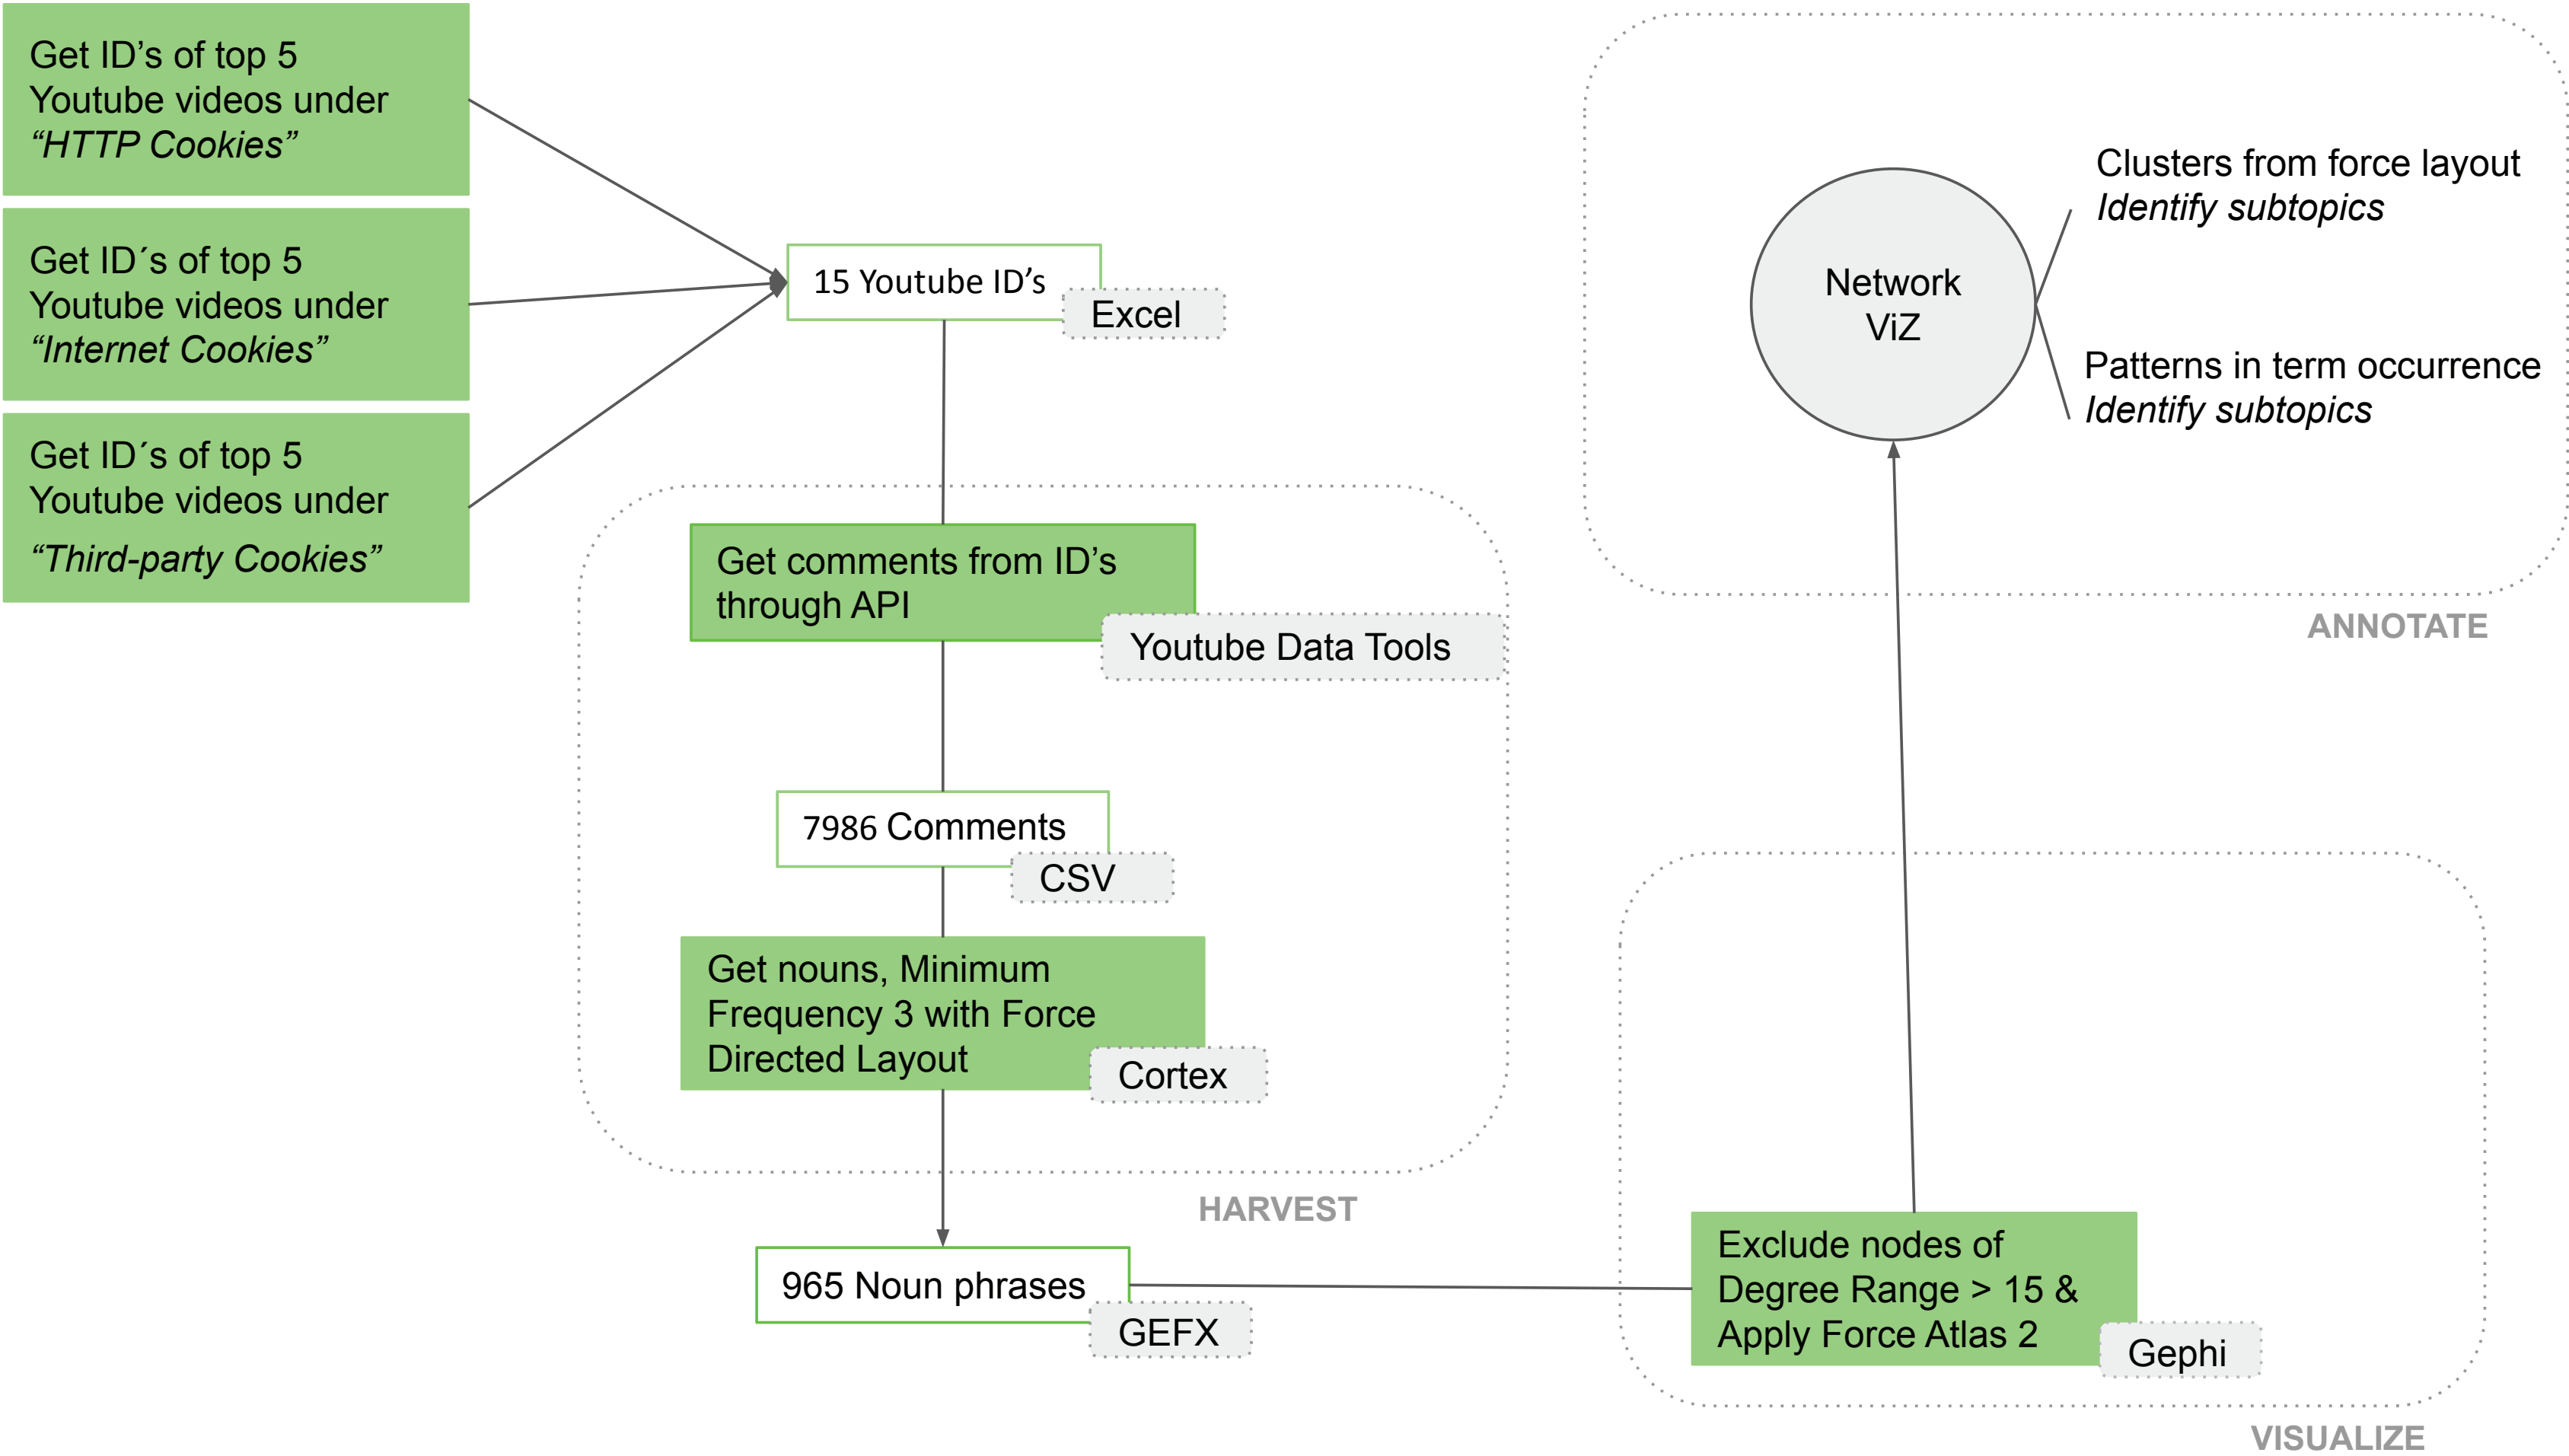 Get ID’s of top 5
Youtube videos under
“HTTP Cookies”
Get ID´s of top 5
Youtube videos under
“Internet Cookies”
Get ID´s of top 5
Youtube videos under
“Third-party Cookies”
15 Youtube ID’s
Excel
Get comments from ID’s
through API
Youtube Data Tools
7986 Comments
CSV
Get nouns, Minimum
Frequency 3 with Force
Directed Layout
Cortex
HARVEST
965 Noun phrases
GEFX
Exclude nodes of
Degree Range > 15 &
Apply Force Atlas 2
Gephi
VISUALIZE
Network
ViZ
Clusters from force layout
Identify subtopics
Patterns in term occurrence
Identify subtopics
ANNOTATE